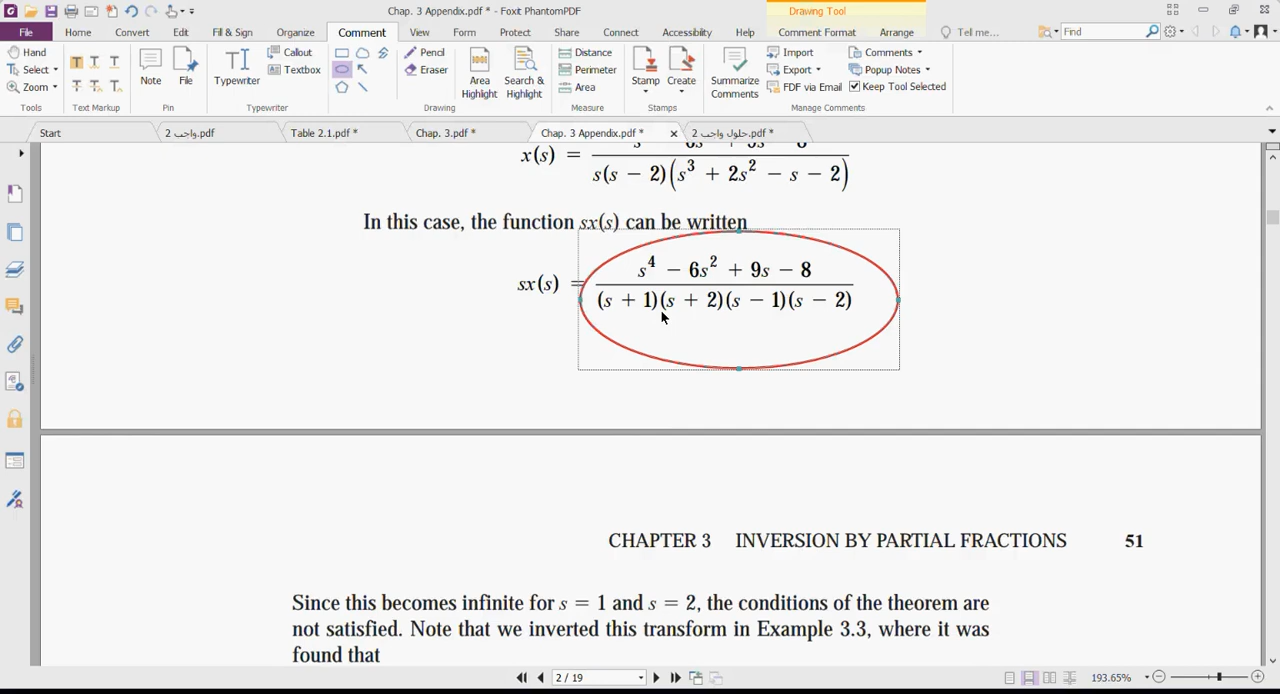 Chap. 3 Appendix.pdf * - Foxit PhantomPDF
Drawing Tool
File Home Convert Edit Fill & Sign Organize Comment View Form Protect Share Connect Accessibility Help Comment Format Arrange Tell me... Find
Hand
Select
Zoom
Tools
Text Markup
Note
File
Pin
Typewriter
Callout
Textbox
Typewriter
Pencil
Eraser
Drawing
Area Highlight
Search & Highlight
Distance
Perimeter
Area
Measure
Stamp
Create
Stamps
Summarize Comments
Import
Export
FDF via Email
Comments
Popup Notes
Keep Tool Selected
Manage Comments
Start
واجب 2.pdf
Table 2.1.pdf *
Chap. 3.pdf *
Chap. 3 Appendix.pdf *
حلول واجب 2.pdf *
x(s) =
s(s − 2)(s³ + 2s² − s − 2)
In this case, the function sx(s) can be written
s⁴ − 6s² + 9s − 8
sx(s) =
(s + 1)(s + 2)(s − 1)(s − 2)
CHAPTER 3 INVERSION BY PARTIAL FRACTIONS 51
Since this becomes infinite for s = 1 and s = 2, the conditions of the theorem are
not satisfied. Note that we inverted this transform in Example 3.3, where it was
found that
2 / 19
193.65%